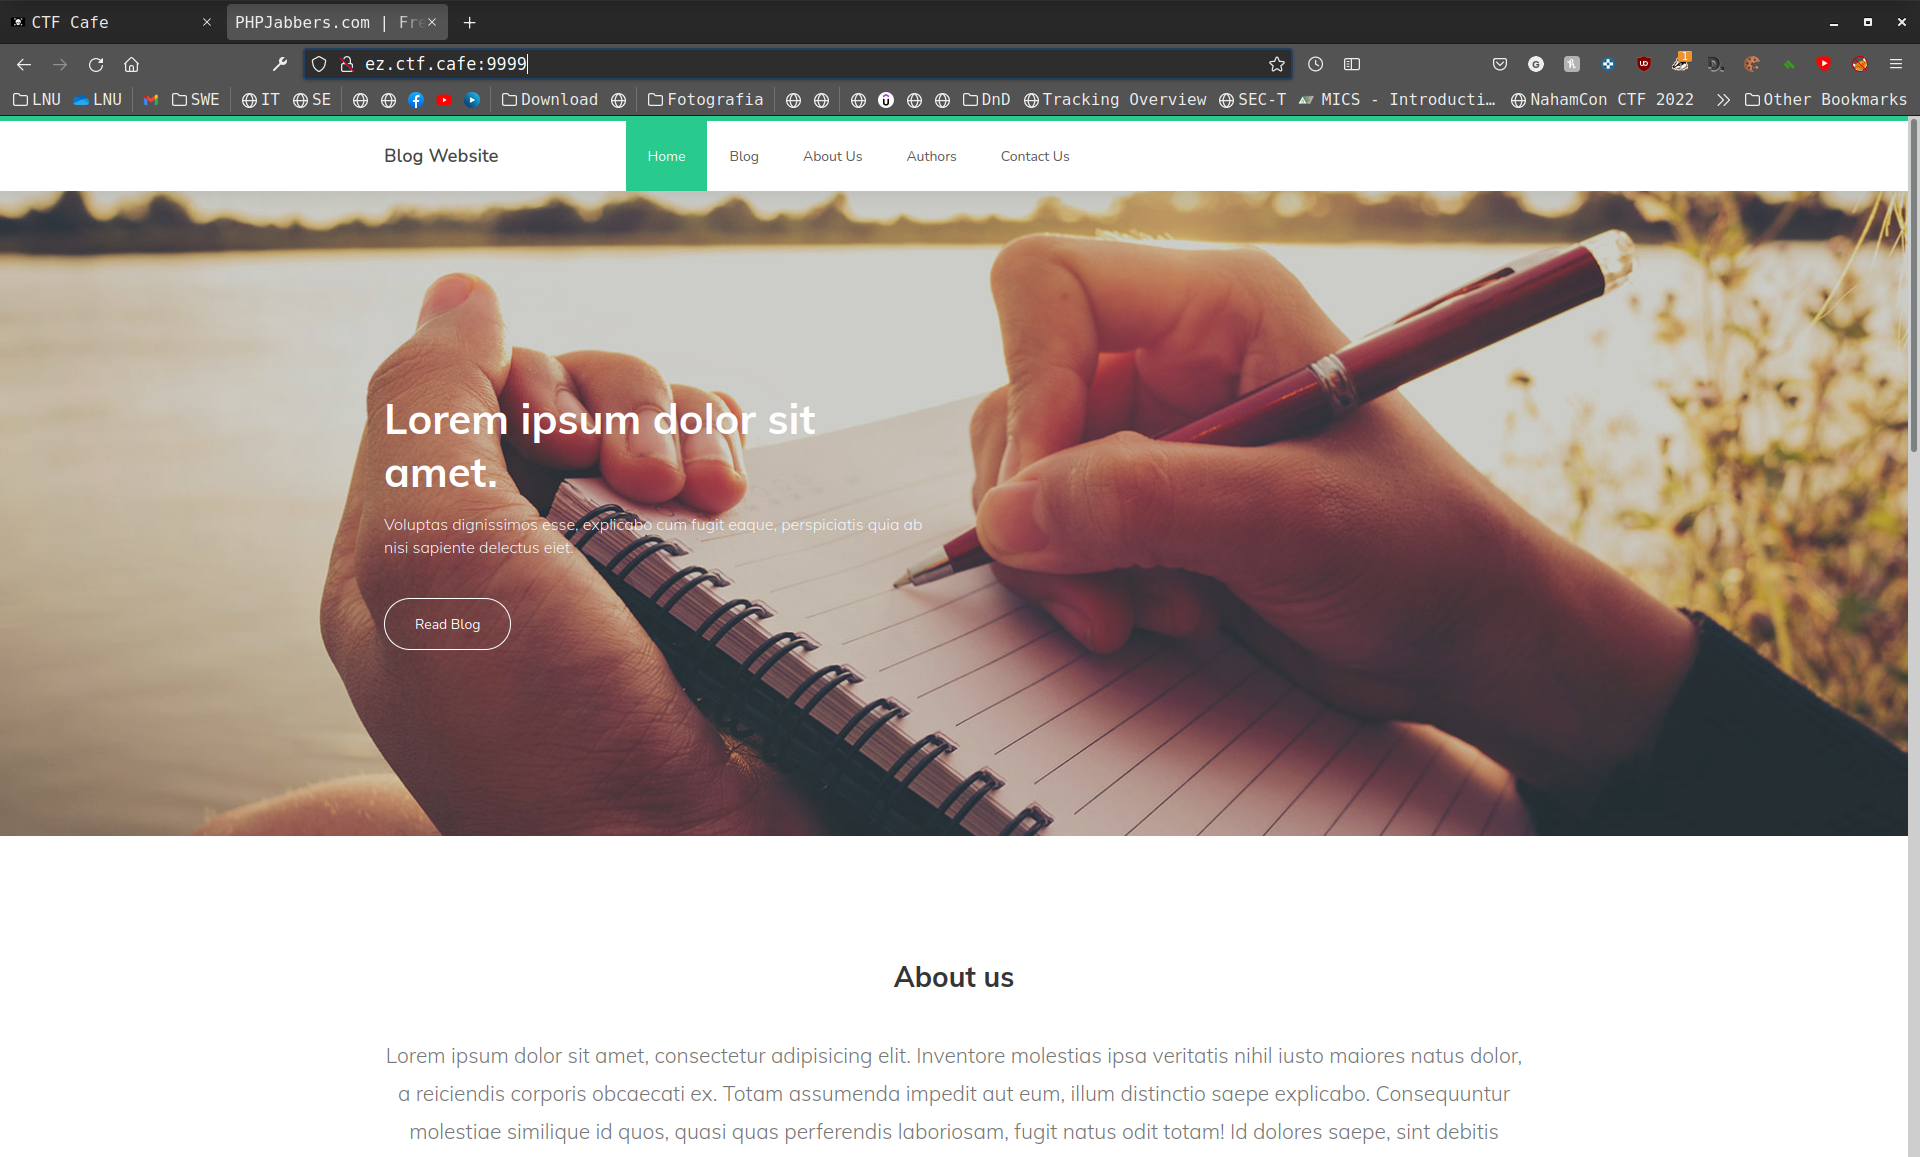 CTF Cafe
PHPJabbers.com | Fre
ez.ctf.cafe:9999
LNU LNU SWE IT SE Download Fotografia DnD Tracking Overview SEC-T MICS - Introducti… NahamCon CTF 2022 Other Bookmarks
Blog Website Home Blog About Us Authors Contact Us
Lorem ipsum dolor sit
amet.
Voluptas dignissimos esse, explicabo cum fugit eaque, perspiciatis quia ab
nisi sapiente delectus eiet.
Read Blog
About us
Lorem ipsum dolor sit amet, consectetur adipisicing elit. Inventore molestias ipsa veritatis nihil iusto maiores natus dolor,
a reiciendis corporis obcaecati ex. Totam assumenda impedit aut eum, illum distinctio saepe explicabo. Consequuntur
molestiae similique id quos, quasi quas perferendis laboriosam, fugit natus odit totam! Id dolores saepe, sint debitis